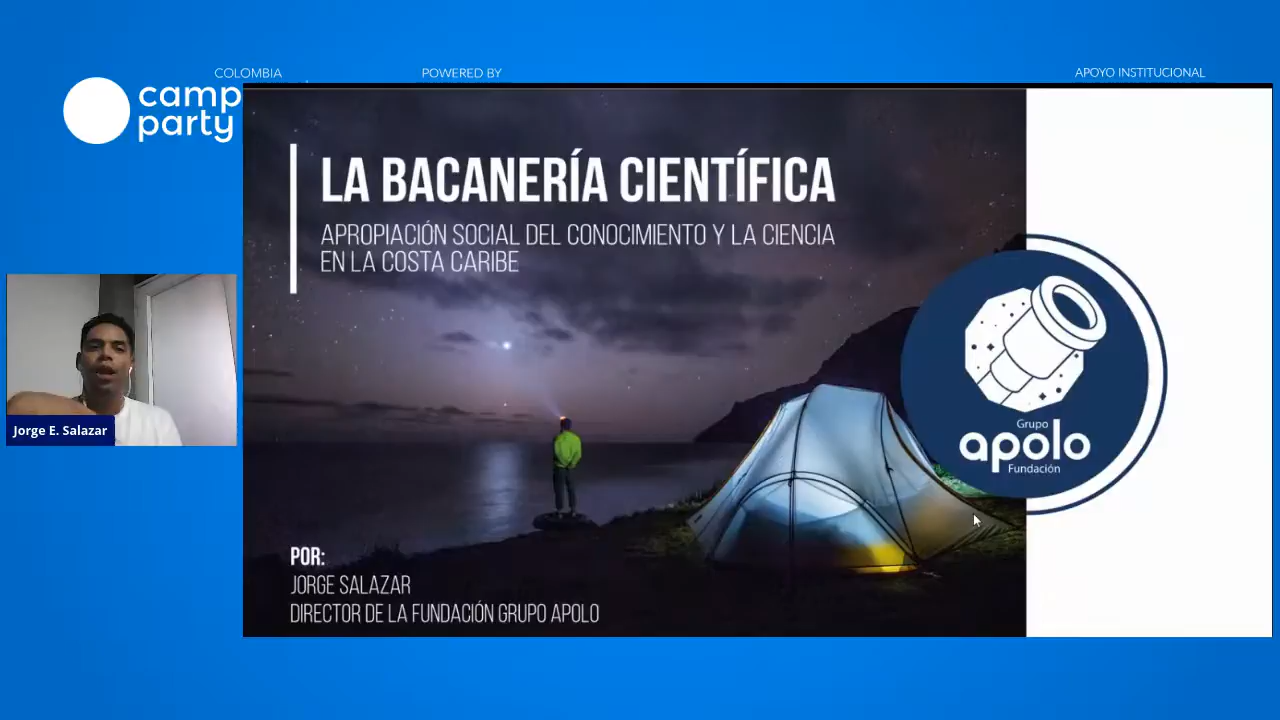 COLOMBIA
POWERED BY
APOYO INSTITUCIONAL
camp
party
LA BACANERÍA CIENTÍFICA
APROPIACIÓN SOCIAL DEL CONOCIMIENTO Y LA CIENCIA
EN LA COSTA CARIBE
Grupo
apolo
Fundación
Jorge E. Salazar
POR:
JORGE SALAZAR
DIRECTOR DE LA FUNDACIÓN GRUPO APOLO